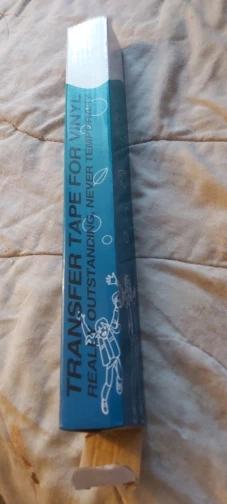 TRANSFER TAPE FOR VINYL
REALLY OUTSTANDING, NEVER TEMPORARY